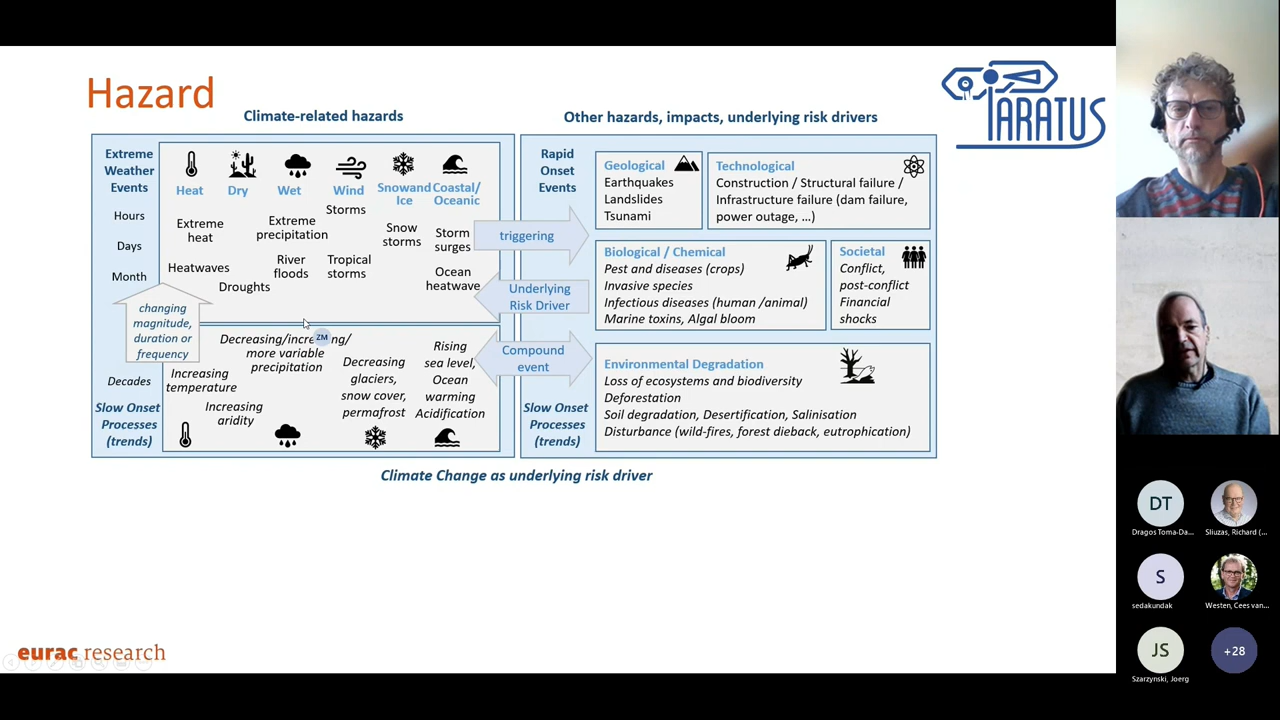 Hazard
PARATUS
Climate-related hazards
Other hazards, impacts, underlying risk drivers
Extreme
Weather
Events
Hours
Days
Month
changing
magnitude,
duration or
frequency
Decades
Slow Onset
Processes
(trends)
Heat
Dry
Wet
Wind
Snowand
Ice
Coastal/
Oceanic
Storms
Extreme
heat
Extreme
precipitation
Snow
storms
Storm
surges
Heatwaves
River
floods
Tropical
storms
Ocean
heatwave
Droughts
ZM
more variable
precipitation
Increasing
temperature
Increasing
aridity
Decreasing
glaciers,
snow cover,
permafrost
Rising
sea level,
Ocean
warming
Acidification
triggering
Underlying
Risk Driver
Compound
event
Rapid
Onset
Events
Slow Onset
Processes
(trends)
Geological
Earthquakes
Landslides
Tsunami
Technological
Construction / Structural failure /
Infrastructure failure (dam failure,
power outage, ...)
Biological / Chemical
Pest and diseases (crops)
Invasive species
Infectious diseases (human /animal)
Marine toxins, Algal bloom
Societal
Conflict,
post-conflict
Financial
shocks
Environmental Degradation
Loss of ecosystems and biodiversity
Deforestation
Soil degradation, Desertification, Salinisation
Disturbance (wild-fires, forest dieback, eutrophication)
Climate Change as underlying risk driver
eurac research
DT
Dragos Toma-Da...
Sliuzas, Richard (...
S
sedakundak
Westen, Cees van...
JS
Szarzynski, Joerg
+28